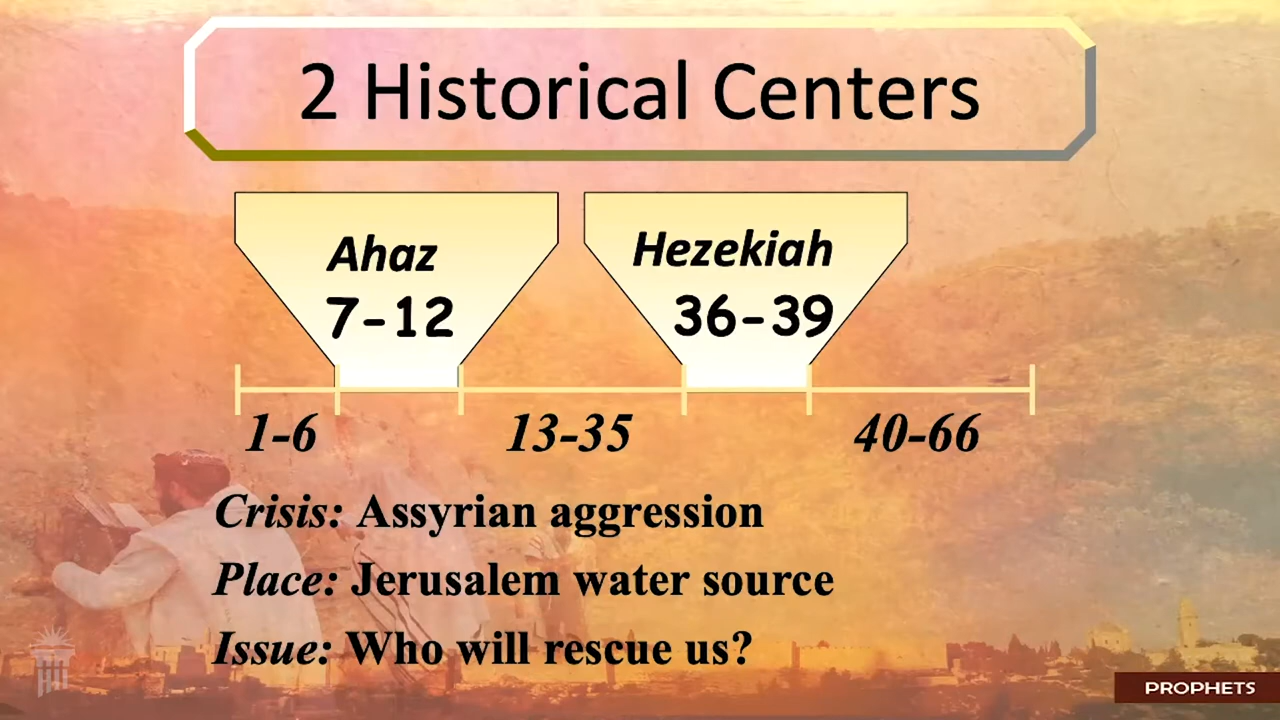 2 Historical Centers
Ahaz
7-12
Hezekiah
36-39
1-6
13-35
40-66
Crisis: Assyrian aggression
Place: Jerusalem water source
Issue: Who will rescue us?
PROPHETS